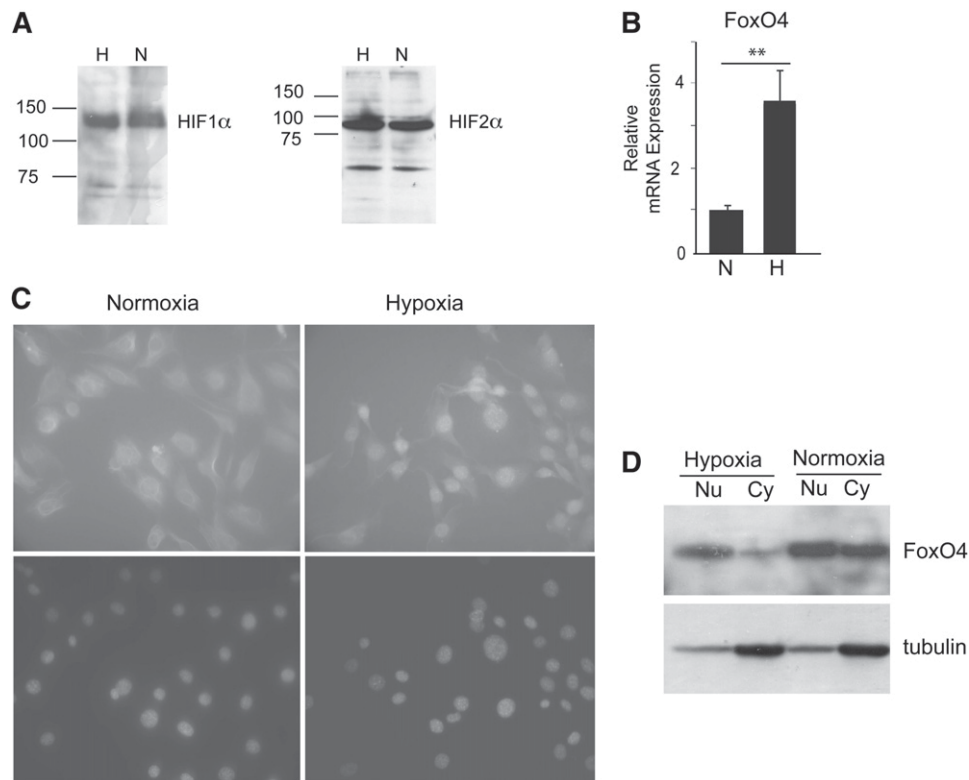 A
H N
150
100
75
HIF1α
H N
150
100
75
HIF2α
B
FoxO4
**
Relative
mRNA Expression
4
2
0
N H
C
Normoxia Hypoxia
D
Hypoxia Normoxia
Nu Cy Nu Cy
FoxO4
tubulin